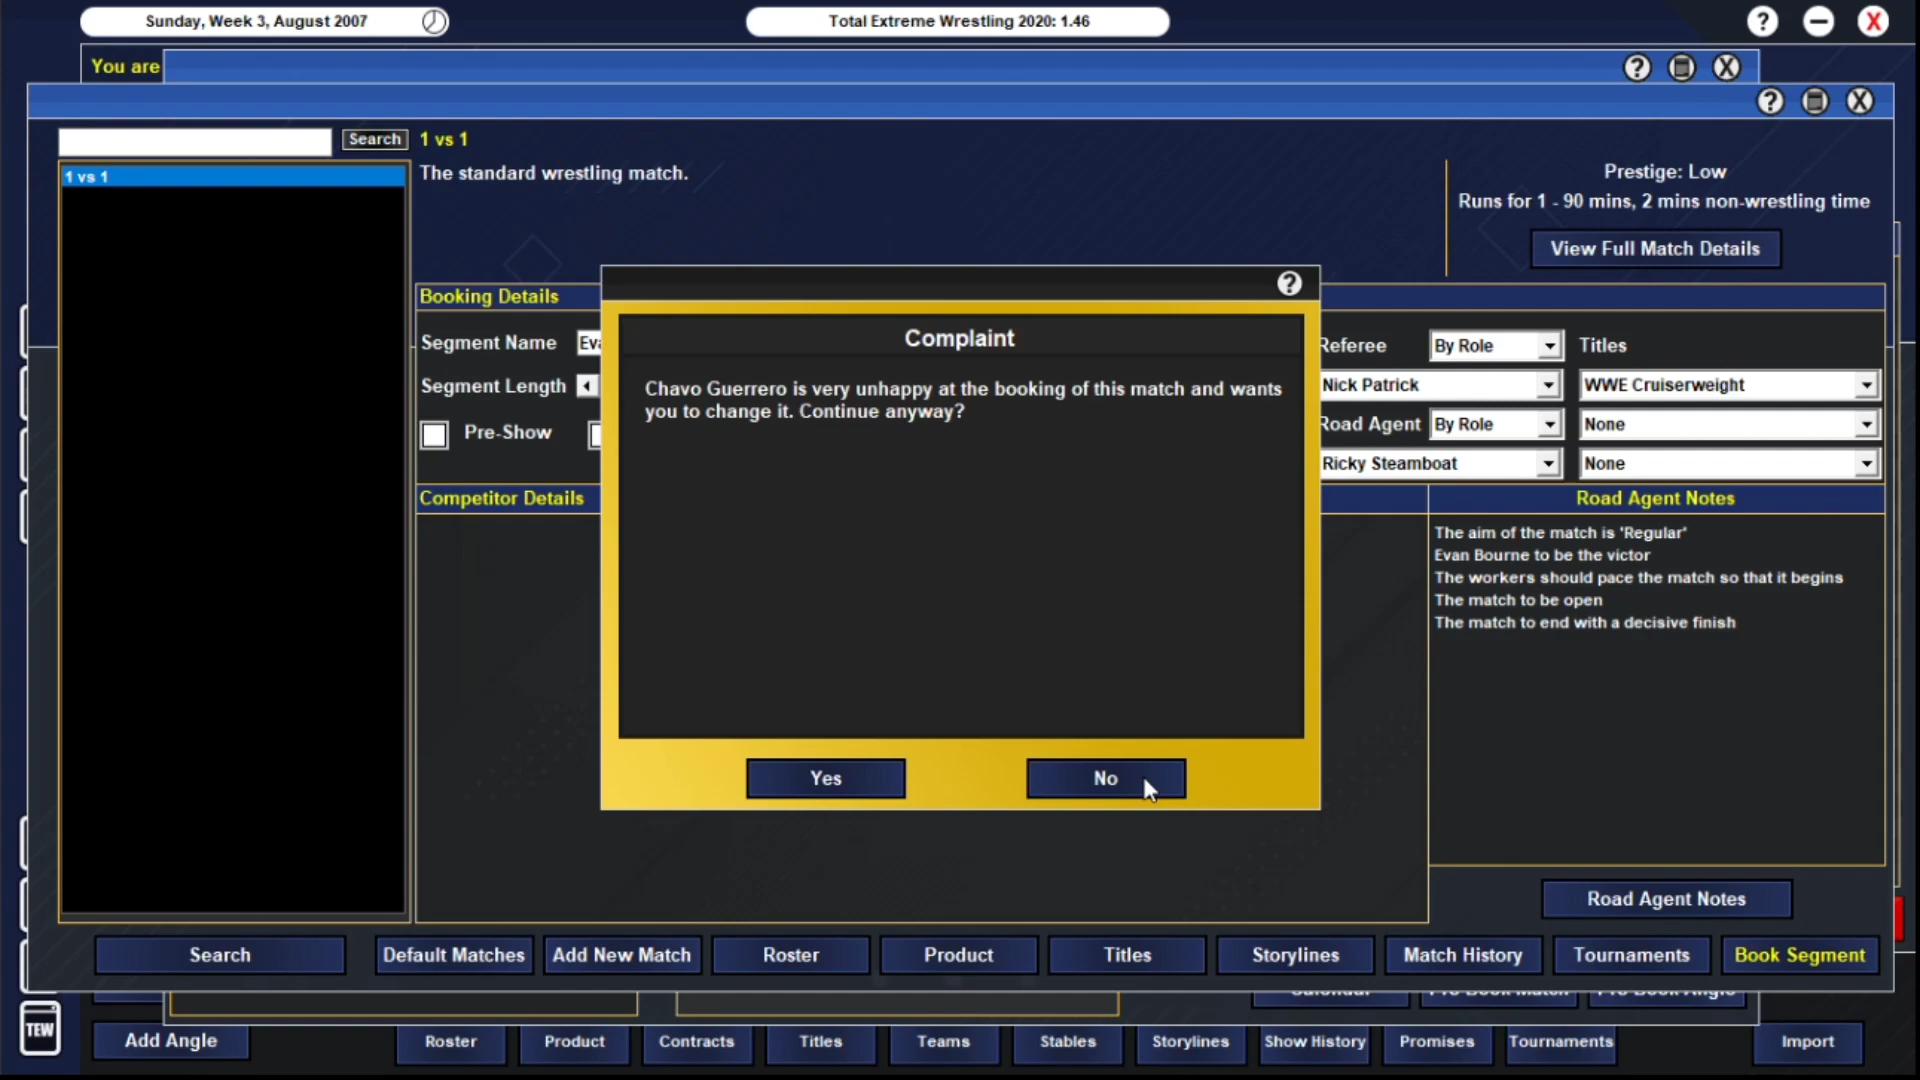 Sunday, Week 3, August 2007
Total Extreme Wrestling 2020: 1.46
? X
You are
? X
? X
Search
1 vs 1
1 vs 1
The standard wrestling match.
Prestige: Low
Runs for 1 - 90 mins, 2 mins non-wrestling time
View Full Match Details
Booking Details
Segment Name
Segment Length
Pre-Show
?
Complaint
Chavo Guerrero is very unhappy at the booking of this match and wants
you to change it. Continue anyway?
Yes
No
Referee
By Role
Titles
Nick Patrick
WWE Cruiserweight
Road Agent
By Role
None
Ricky Steamboat
None
Competitor Details
Road Agent Notes
The aim of the match is 'Regular'
Evan Bourne to be the victor
The workers should pace the match so that it begins
The match to be open
The match to end with a decisive finish
Road Agent Notes
Search
Default Matches
Add New Match
Roster
Product
Titles
Storylines
Match History
Tournaments
Book Segment
TEW
Add Angle
Roster
Product
Contracts
Titles
Teams
Stables
Storylines
Show History
Promises
Tournaments
Import